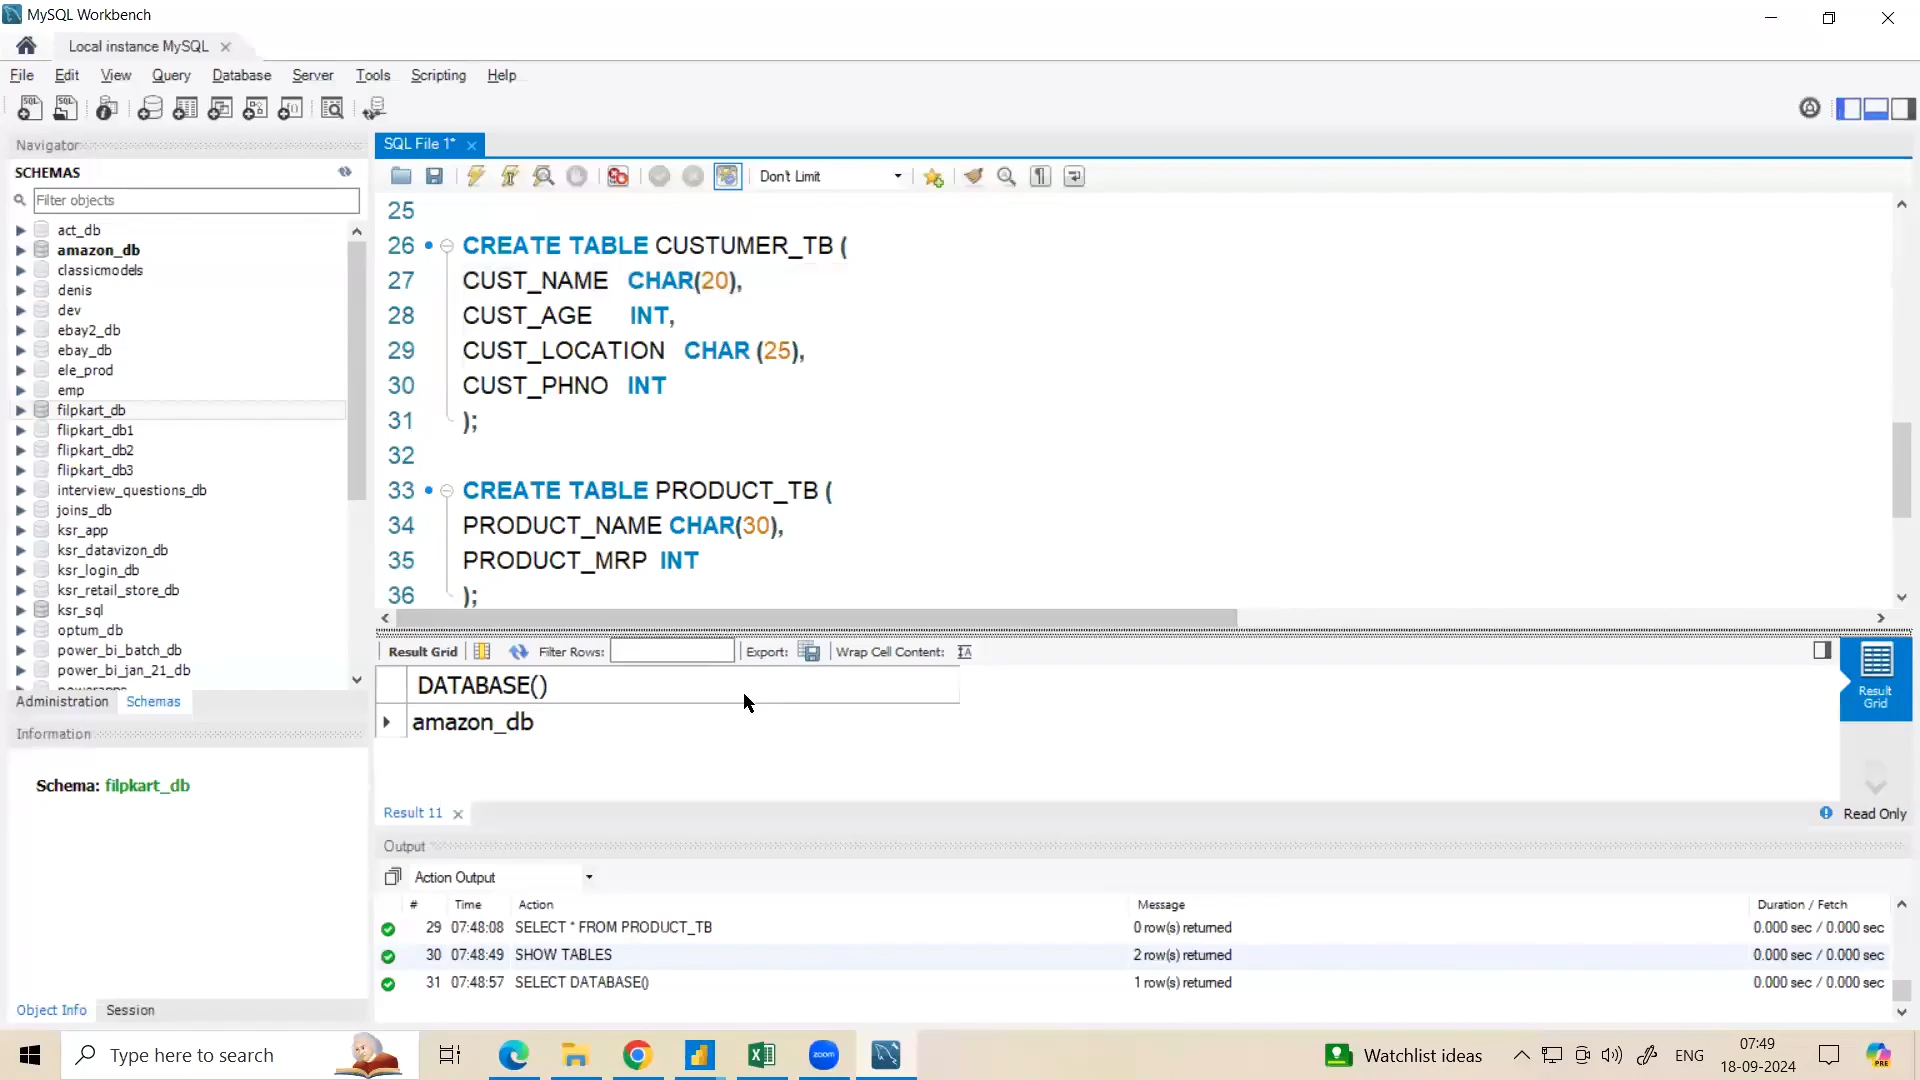 MySQL Workbench
Local instance MySQL
File Edit View Query Database Server Tools Scripting Help
Navigator
SCHEMAS
Filter objects
act_db
amazon_db
classicmodels
denis
dev
ebay2_db
ebay_db
ele_prod
emp
filpkart_db
flipkart_db1
flipkart_db2
flipkart_db3
interview_questions_db
joins_db
ksr_app
ksr_datavizon_db
ksr_login_db
ksr_retail_store_db
ksr_sql
optum_db
power_bi_batch_db
power_bi_jan_21_db
Administration Schemas
Information
Schema: filpkart_db
Object Info Session
SQL File 1*
Don't Limit
25
26 CREATE TABLE CUSTUMER_TB (
27 CUST_NAME CHAR(20),
28 CUST_AGE INT,
29 CUST_LOCATION CHAR (25),
30 CUST_PHNO INT
31 );
32
33 CREATE TABLE PRODUCT_TB (
34 PRODUCT_NAME CHAR(30),
35 PRODUCT_MRP INT
36 );
Result Grid Filter Rows: Export: Wrap Cell Content:
DATABASE()
amazon_db
Result Grid
Result 11
Read Only
Output
Action Output
# Time Action Message Duration / Fetch
29 07:48:08 SELECT * FROM PRODUCT_TB 0 row(s) returned 0.000 sec / 0.000 sec
30 07:48:49 SHOW TABLES 2 row(s) returned 0.000 sec / 0.000 sec
31 07:48:57 SELECT DATABASE() 1 row(s) returned 0.000 sec / 0.000 sec
Type here to search
zoom
Watchlist ideas
ENG
07:49
18-09-2024
PRE